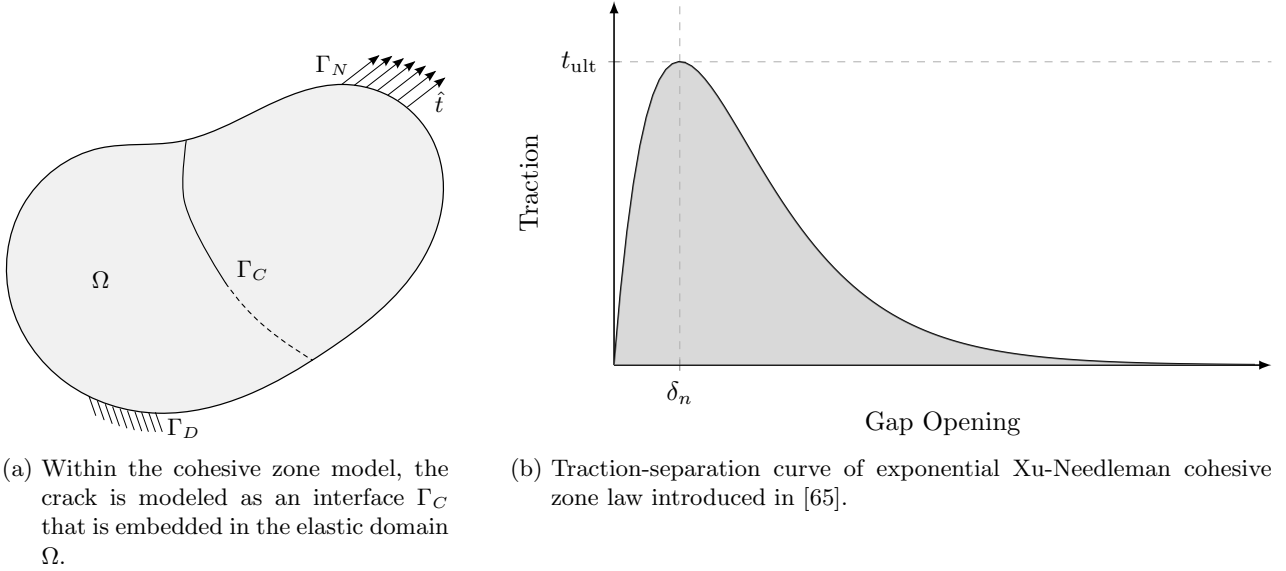 Γ_N
t̂
Ω
Γ_C
Γ_D
(a) Within the cohesive zone model, the
crack is modeled as an interface Γ_C
that is embedded in the elastic domain
Ω.
t_ult
Traction
δ_n
Gap Opening
(b) Traction-separation curve of exponential Xu-Needleman cohesive
zone law introduced in [65].